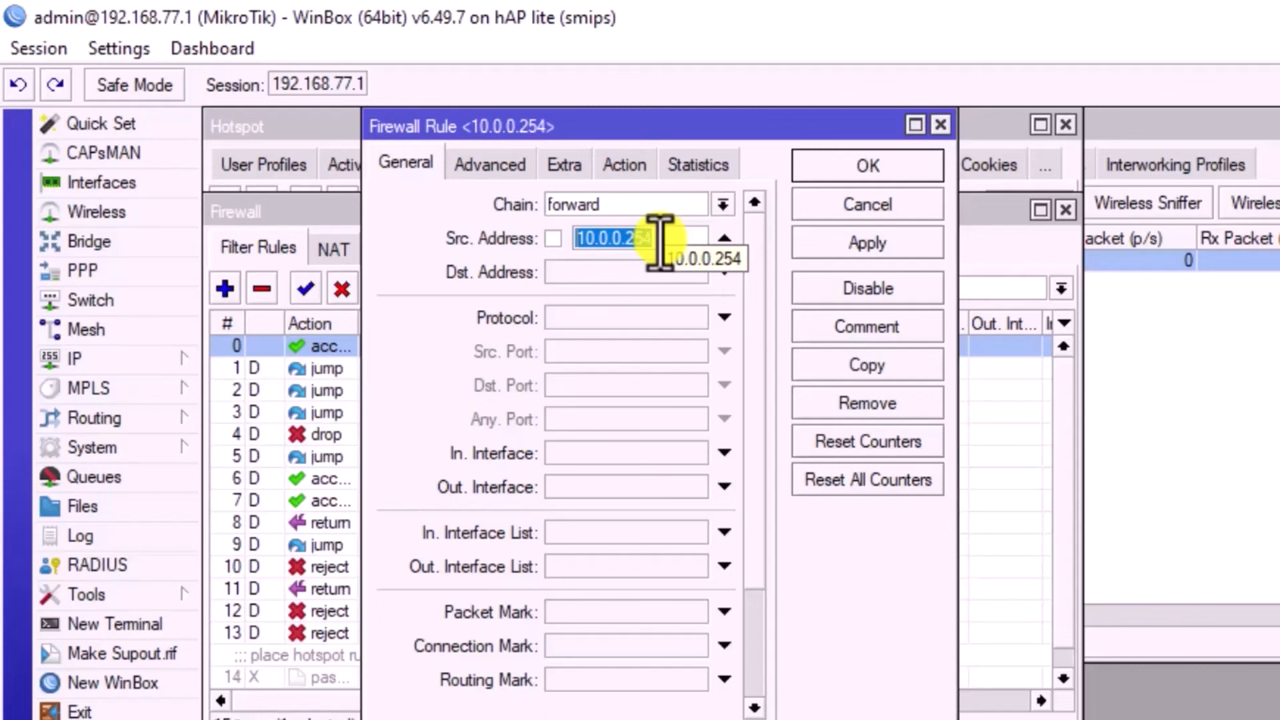 admin@192.168.77.1 (MikroTik) - WinBox (64bit) v6.49.7 on hAP lite (smips)
Session Settings Dashboard
Safe Mode Session: 192.168.77.1
Quick Set
CAPsMAN
Interfaces
Wireless
Bridge
PPP
Switch
Mesh
IP
MPLS
Routing
System
Queues
Files
Log
RADIUS
Tools
New Terminal
Make Supout.rif
New WinBox
Exit
Hotspot
User Profiles
Cookies ...
Firewall
Filter Rules NAT
# Action
0 acc...
1 D jump
2 D jump
3 D jump
4 D drop
5 D jump
6 D acc...
7 D acc...
8 D return
9 D jump
10 D reject
11 D return
12 D reject
13 D reject
::: place hotspot
14 X pas...
Out. Int...
Firewall Rule <10.0.0.254>
General Advanced Extra Action Statistics
Chain: forward
Src. Address: 10.0.0.254
10.0.0.254
Dst. Address:
Protocol:
Src. Port:
Dst. Port:
Any. Port:
In. Interface:
Out. Interface:
In. Interface List:
Out. Interface List:
Packet Mark:
Connection Mark:
Routing Mark:
OK
Cancel
Apply
Disable
Comment
Copy
Remove
Reset Counters
Reset All Counters
Interworking Profiles
Wireless Sniffer
(p/s) Rx Packet
0